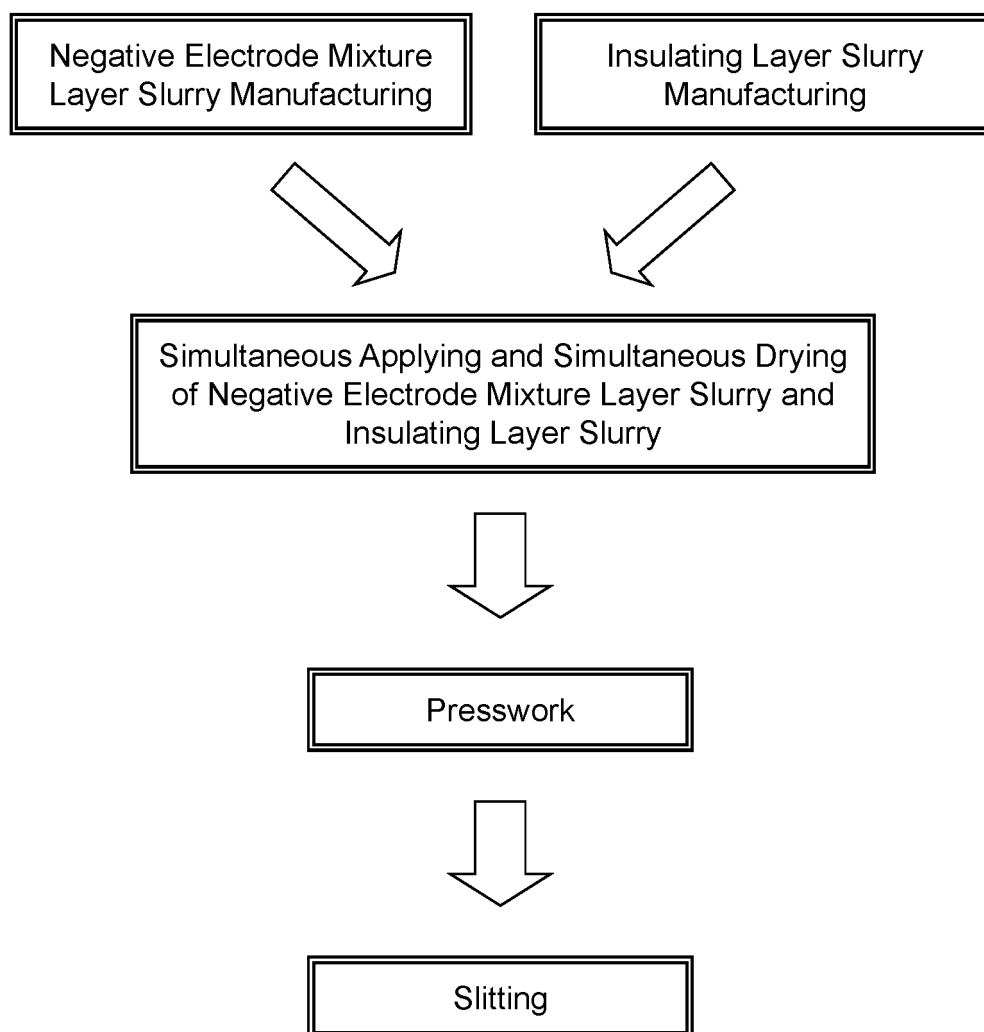 Negative Electrode Mixture
Layer Slurry Manufacturing
Insulating Layer Slurry
Manufacturing
Simultaneous Applying and Simultaneous Drying
of Negative Electrode Mixture Layer Slurry and
Insulating Layer Slurry
Presswork
Slitting